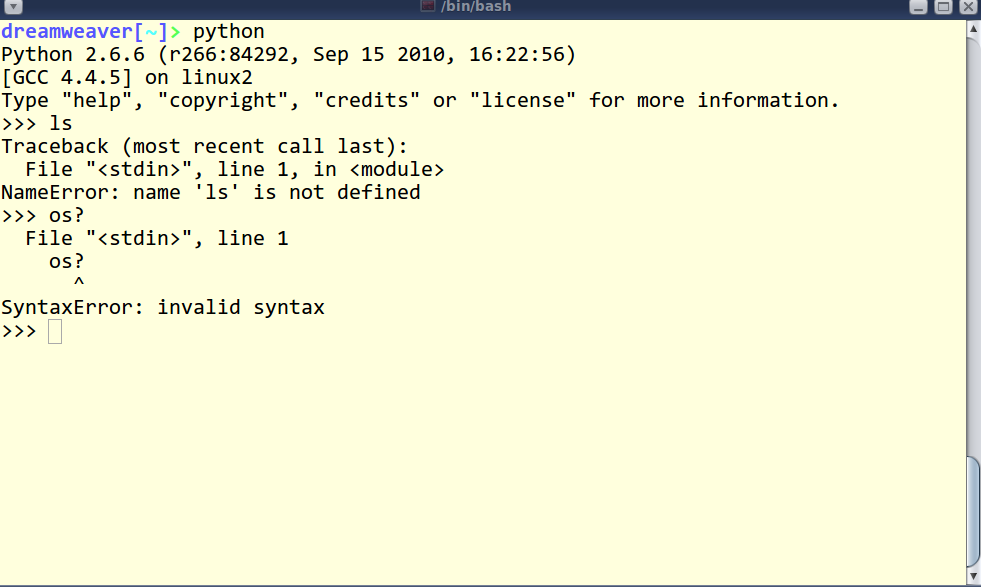 /bin/bash
dreamweaver[~]> python
Python 2.6.6 (r266:84292, Sep 15 2010, 16:22:56)
[GCC 4.4.5] on linux2
Type "help", "copyright", "credits" or "license" for more information.
>>> ls
Traceback (most recent call last):
  File "<stdin>", line 1, in <module>
NameError: name 'ls' is not defined
>>> os?
  File "<stdin>", line 1
    os?
      ^
SyntaxError: invalid syntax
>>>